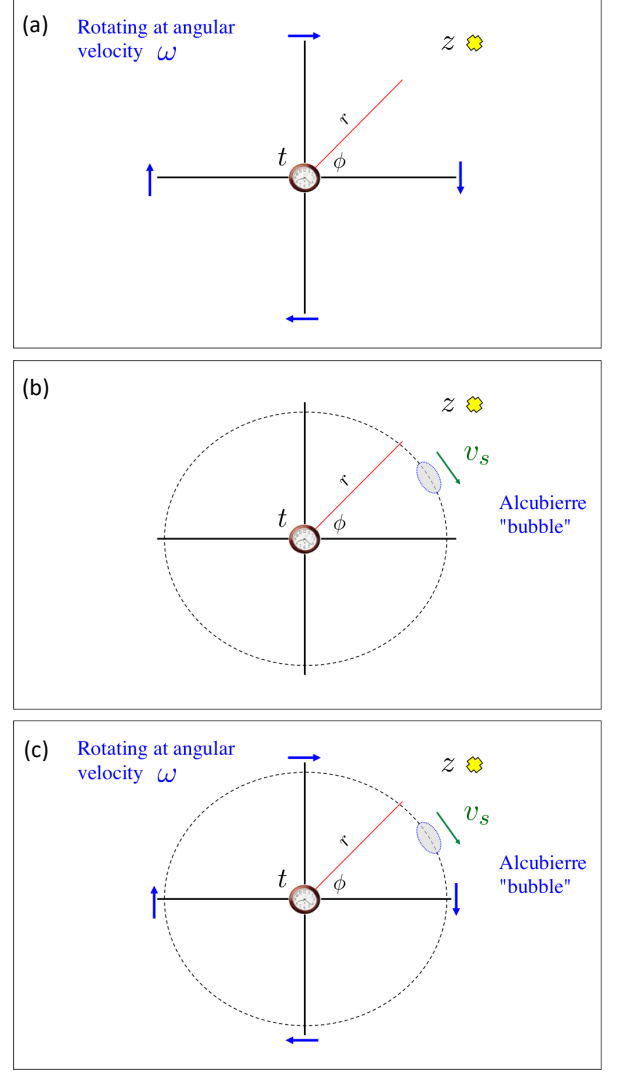 (a)
Rotating at angular
velocity ω
z
r
t
ϕ
(b)
z
v_s
r
Alcubierre
"bubble"
t
ϕ
(c)
Rotating at angular
velocity ω
z
v_s
r
Alcubierre
"bubble"
t
ϕ